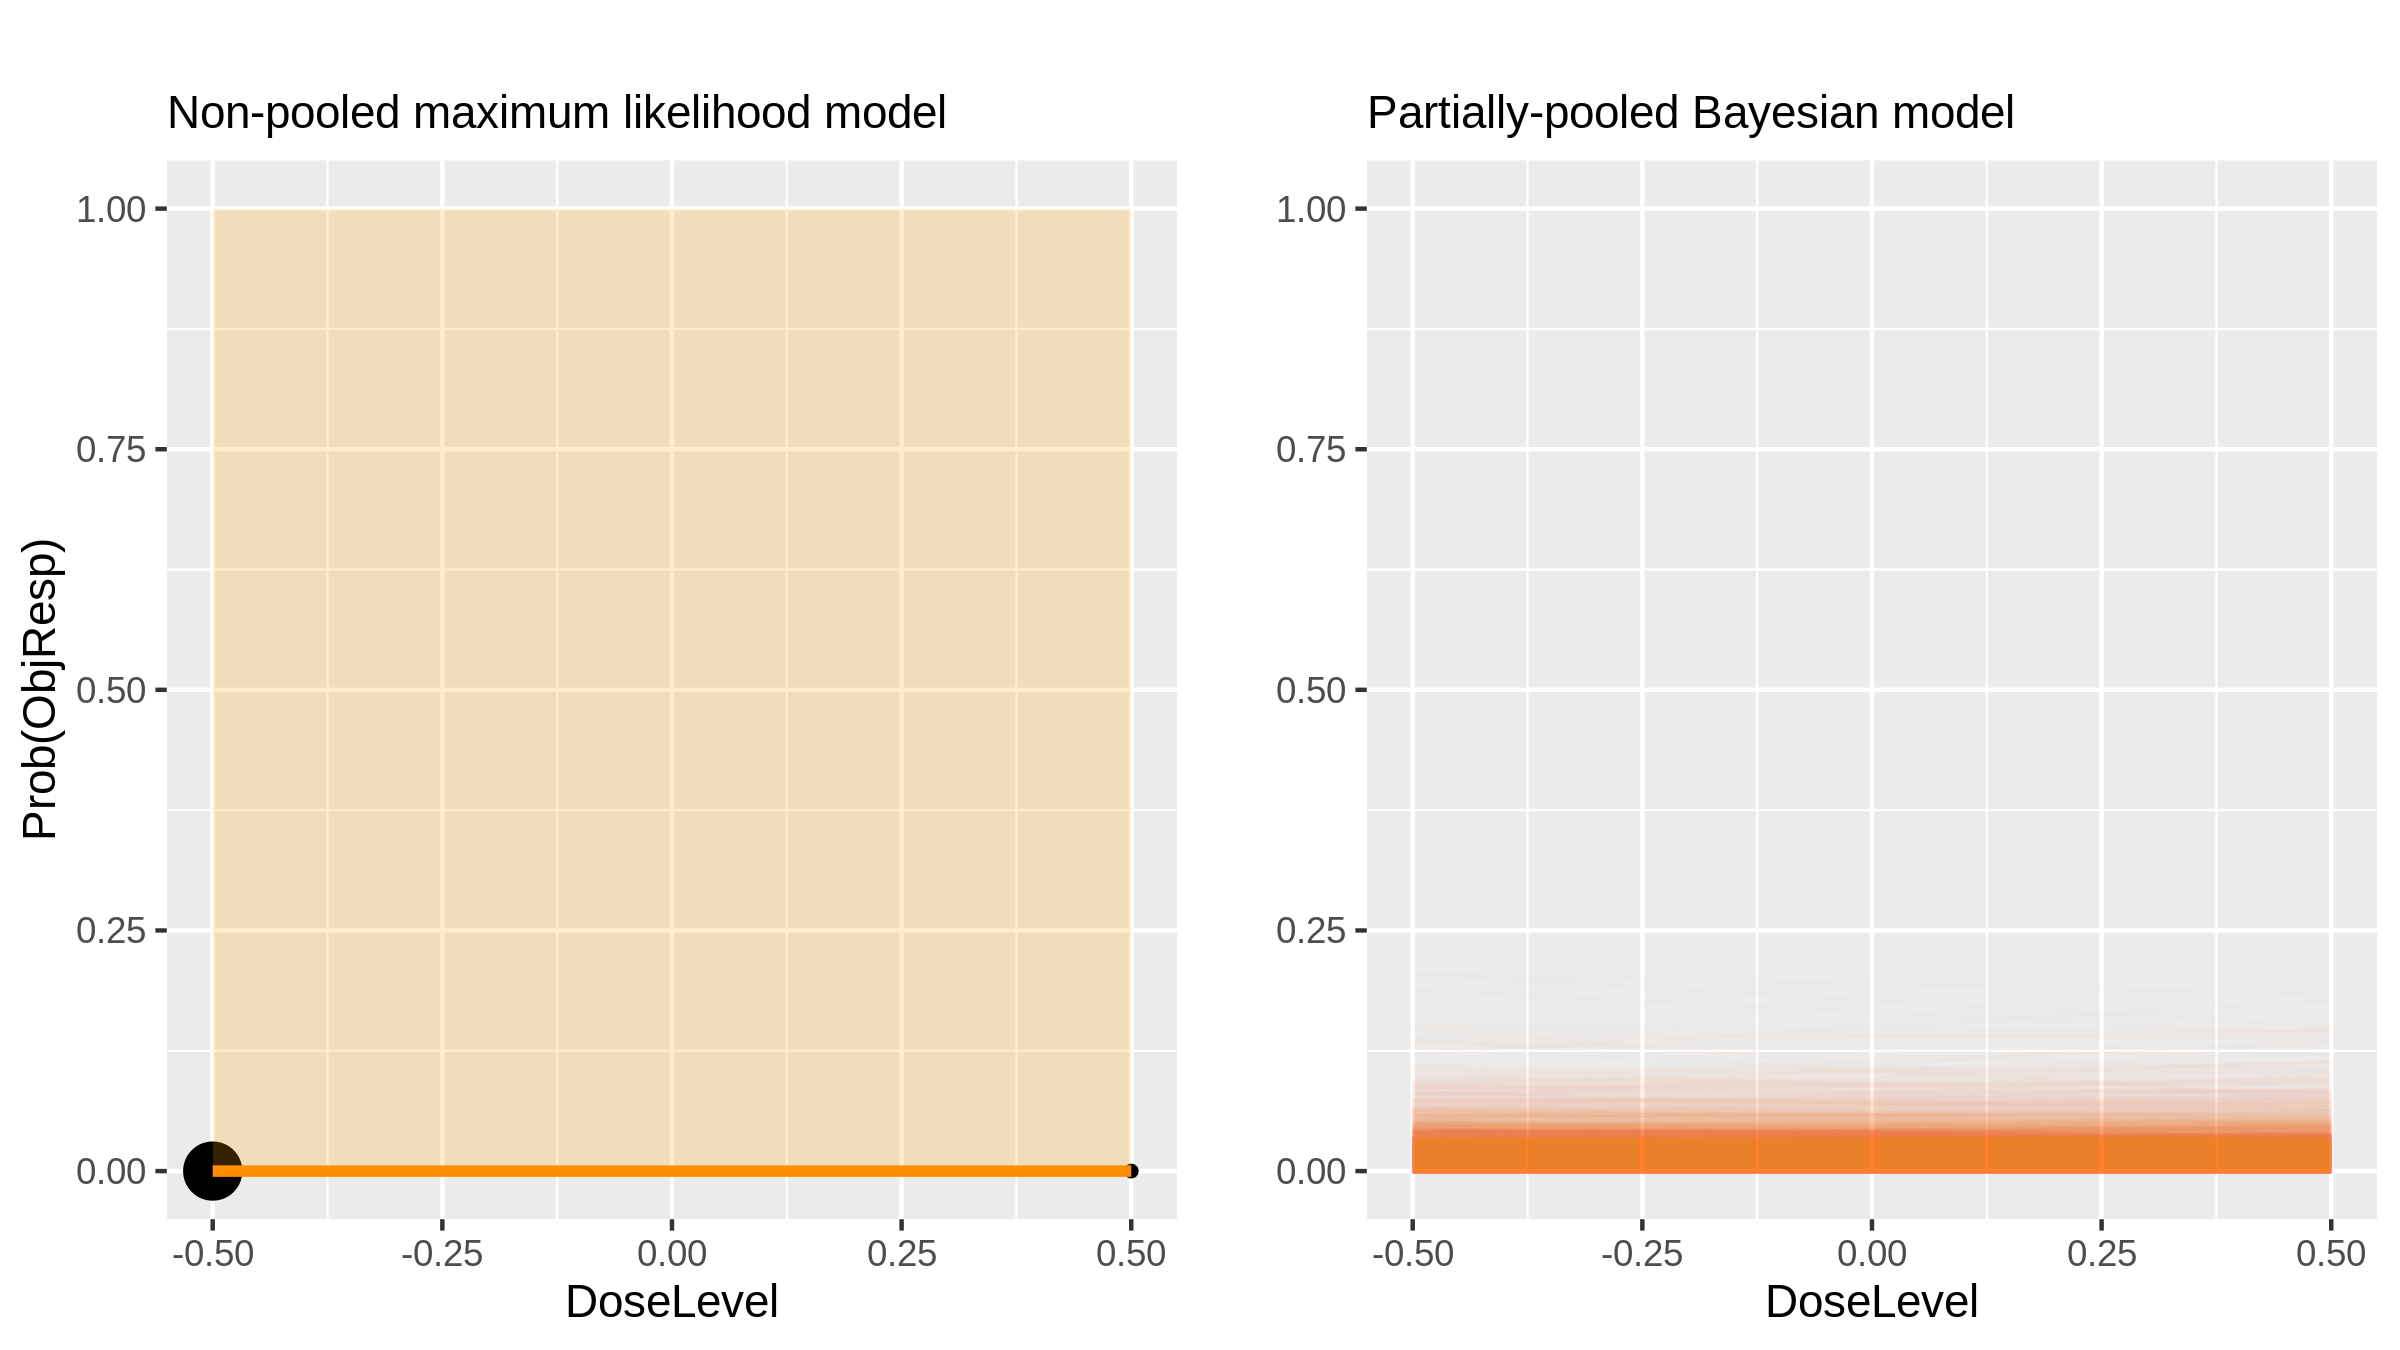 Non-pooled maximum likelihood model
Prob(ObjResp)
1.00
0.75
0.50
0.25
0.00
-0.50 -0.25 0.00 0.25 0.50
DoseLevel
Partially-pooled Bayesian model
1.00
0.75
0.50
0.25
0.00
-0.50 -0.25 0.00 0.25 0.50
DoseLevel